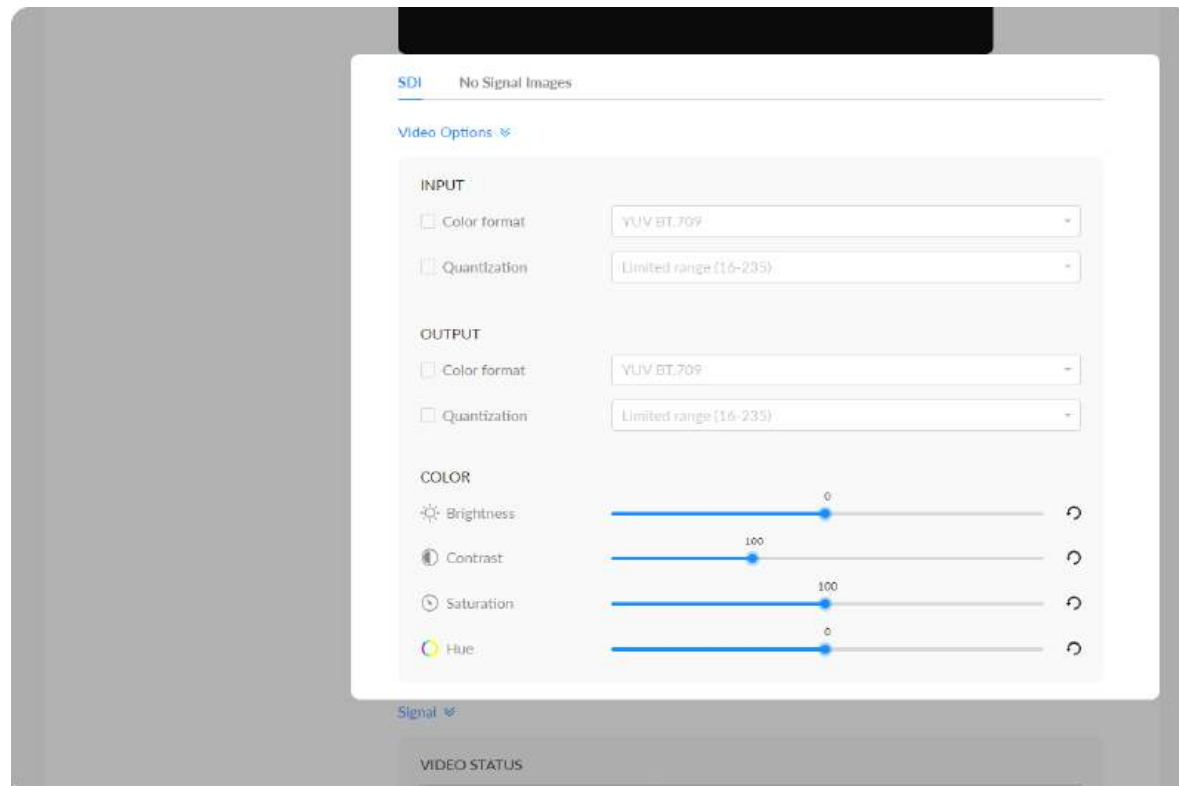 SDI No Signal Images
Video Options
INPUT
Color format YUV BT.709
Quantization Limited range (16-235)
OUTPUT
Color format YUV BT.709
Quantization Limited range (16-235)
COLOR
0
Brightness
100
Contrast
100
Saturation
0
Hue
Signal
VIDEO STATUS